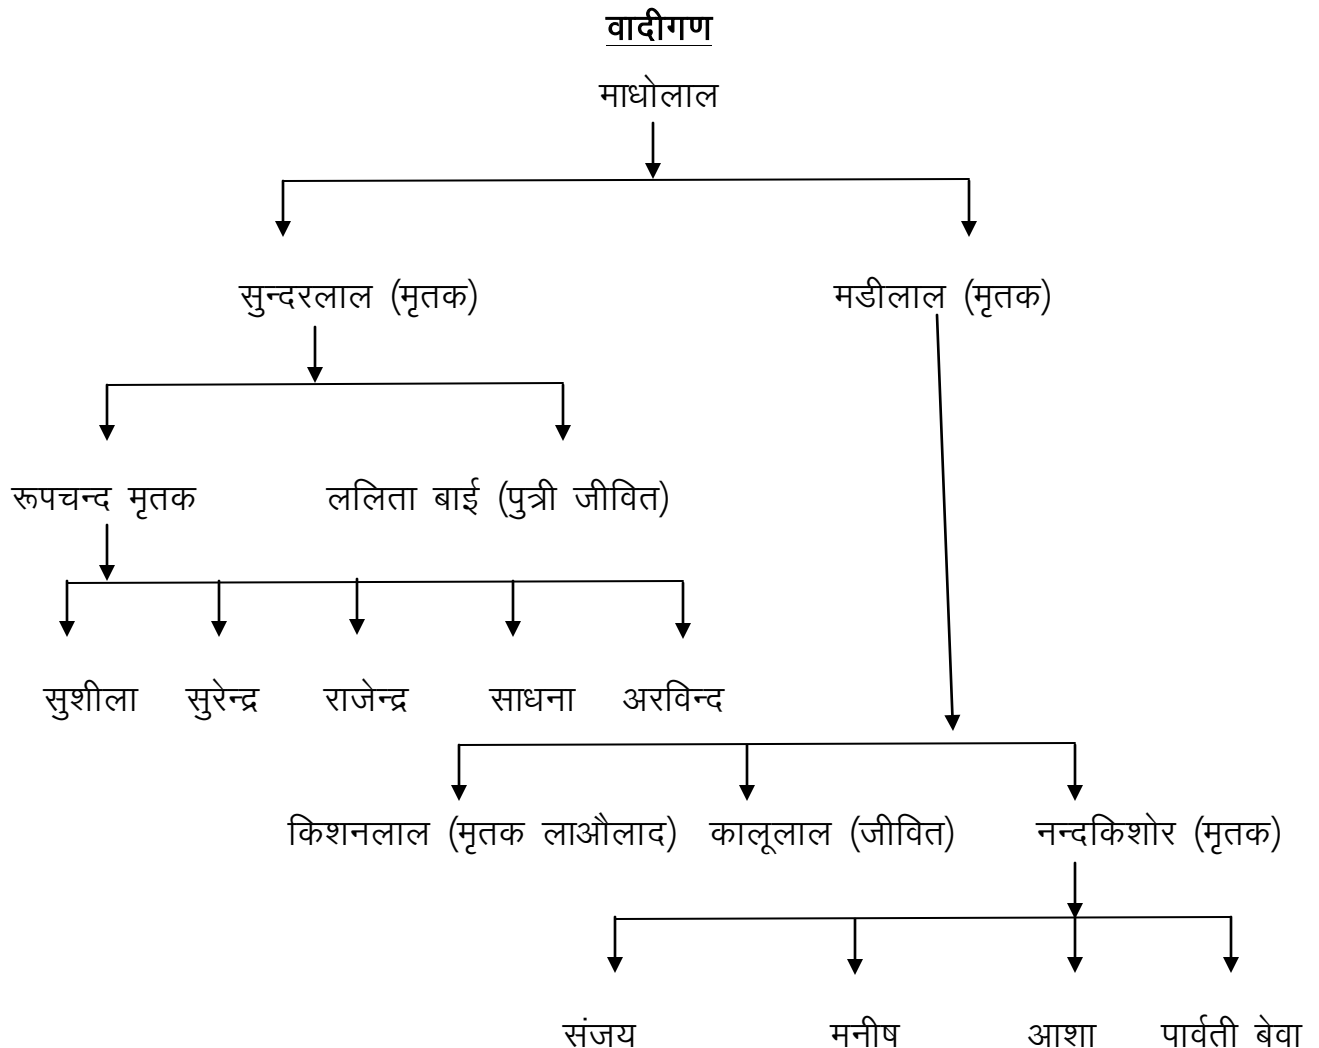 वादीगण
माधोलाल
सुन्दरलाल (मृतक) मडीलाल (मृतक)
रूपचन्द मृतक ललिता बाई (पुत्री जीवित)
सुशीला सुरेन्द्र राजेन्द्र साधना अरविन्द
किशनलाल (मृतक लाऔलाद) कालूलाल (जीवित) नन्दकिशोर (मृतक)
संजय मनीष आशा पार्वती बेवा